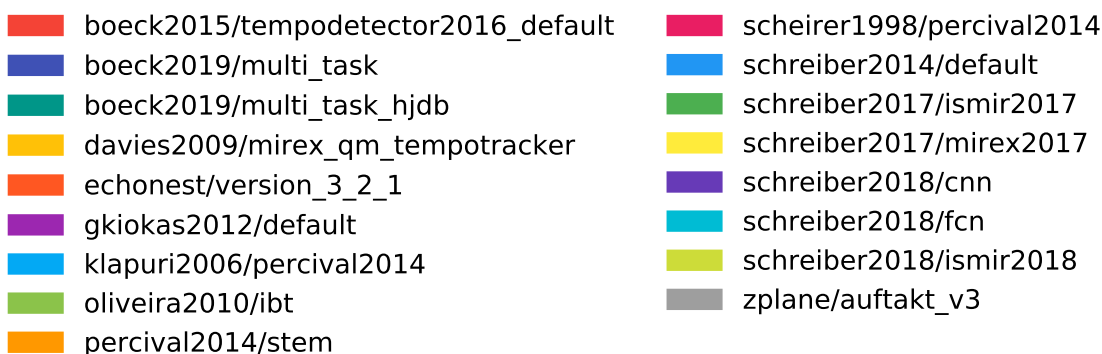 boeck2015/tempodetector2016_default
boeck2019/multi_task
boeck2019/multi_task_hjdb
davies2009/mirex_qm_tempotracker
echonest/version_3_2_1
gkiokas2012/default
klapuri2006/percival2014
oliveira2010/ibt
percival2014/stem
scheirer1998/percival2014
schreiber2014/default
schreiber2017/ismir2017
schreiber2017/mirex2017
schreiber2018/cnn
schreiber2018/fcn
schreiber2018/ismir2018
zplane/auftakt_v3